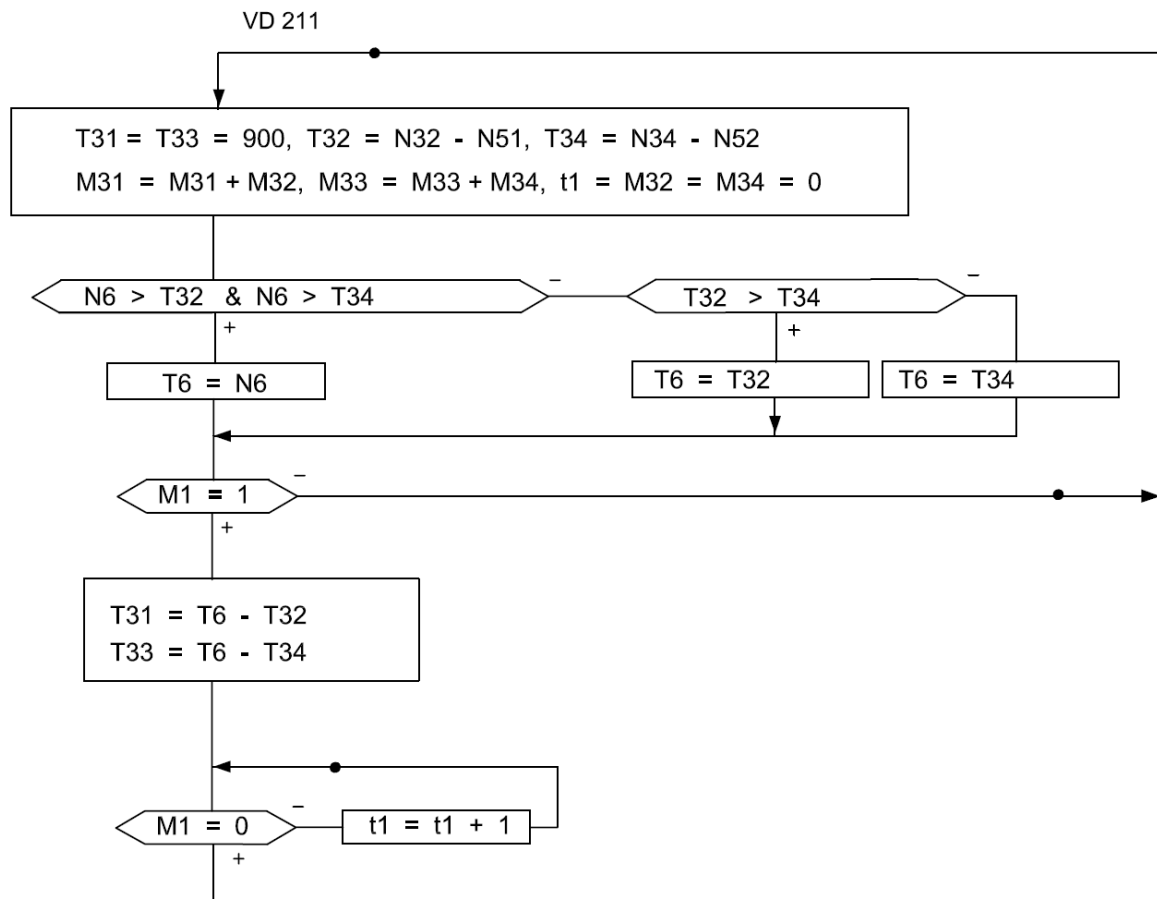 VD 211
T31 = T33 = 900, T32 = N32 - N51, T34 = N34 - N52
M31 = M31 + M32, M33 = M33 + M34, t1 = M32 = M34 = 0
N6 > T32 & N6 > T34
–
T32 > T34
–
+
+
T6 = N6
T6 = T32
T6 = T34
M1 = 1
–
+
T31 = T6 - T32
T33 = T6 - T34
M1 = 0
–
t1 = t1 + 1
+